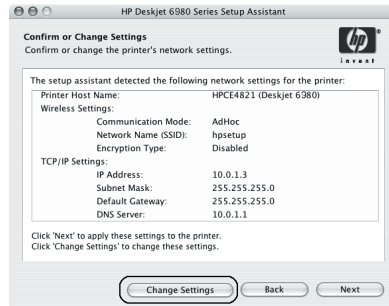 HP Deskjet 6980 Series Setup Assistant
Confirm or Change Settings
Confirm or change the printer's network settings.
hp
invent
The setup assistant detected the following network settings for the printer:
Printer Host Name: HPCE4821 (Deskjet 6980)
Wireless Settings:
Communication Mode: AdHoc
Network Name (SSID): hpsetup
Encryption Type: Disabled
TCP/IP Settings:
IP Address: 10.0.1.3
Subnet Mask: 255.255.255.0
Default Gateway: 255.255.255.0
DNS Server: 10.0.1.1
Click 'Next' to apply these settings to the printer.
Click 'Change Settings' to change these settings.
Change Settings Back Next